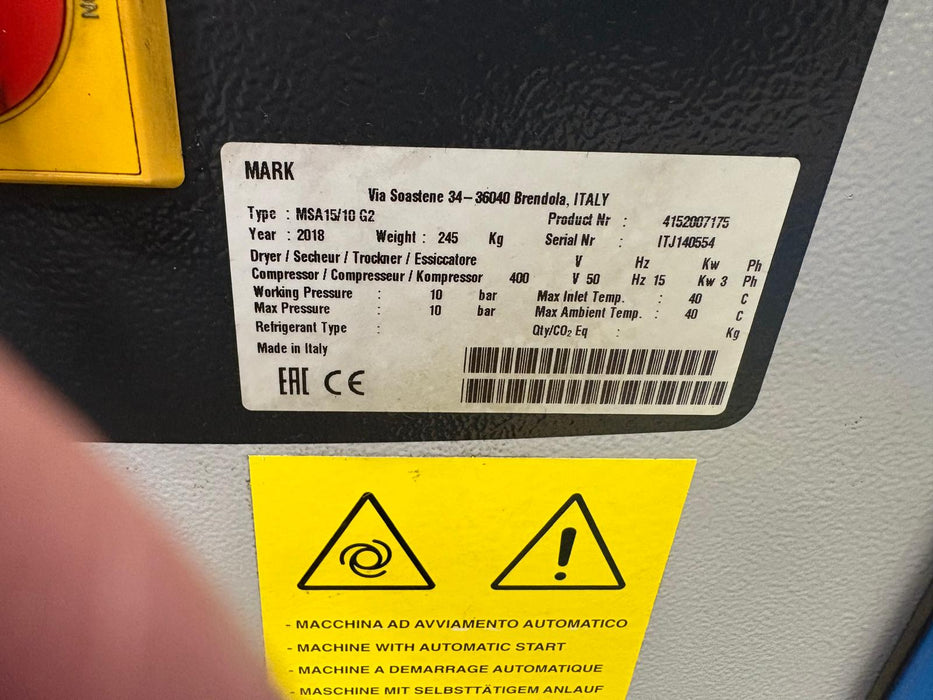 MARK
Via Soastene 34-36040 Brendola, ITALY
Type : MSA15/10 G2 Product Nr : 4152007175
Year : 2018 Weight : 245 Kg Serial Nr : ITJ140554
Dryer / Secheur / Trockner / Essiccatore V Hz Kw Ph
Compressor / Compresseur / Kompressor 400 V 50 Hz 15 Kw 3 Ph
Working Pressure : 10 bar Max Inlet Temp. : 40 C
Max Pressure : 10 bar Max Ambient Temp. : 40 C
Refrigerant Type : Qty/CO₂ Eq : Kg
Made in Italy
EAC CE
- MACCHINA AD AVVIAMENTO AUTOMATICO
- MACHINE WITH AUTOMATIC START
- MACHINE A DEMARRAGE AUTOMATIQUE
- MASCHINE MIT SELBSTTÄTIGEM ANLAUF